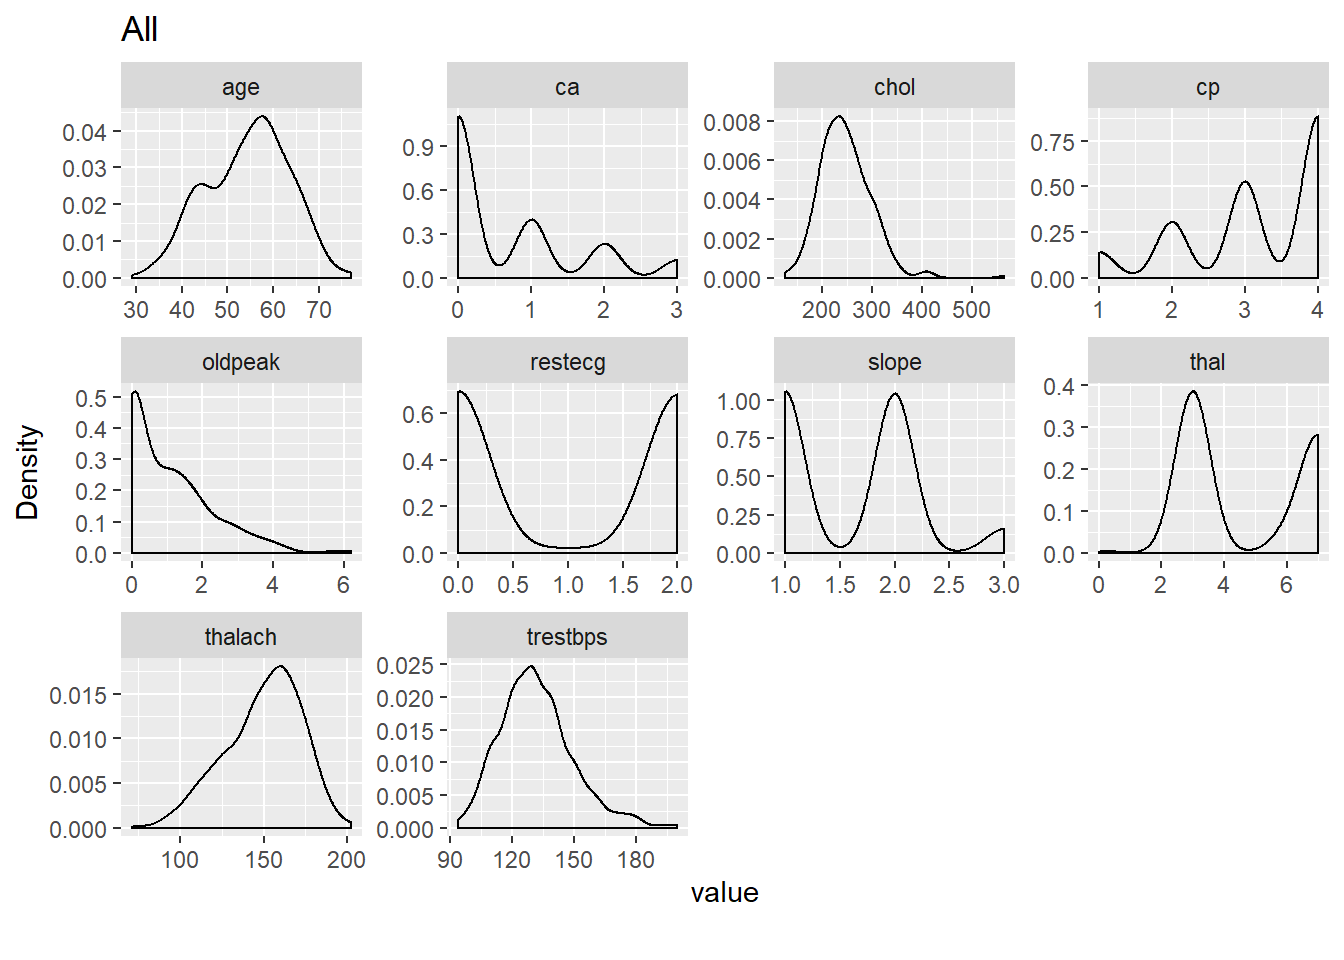 All
age ca chol cp
0.04 0.03 0.02 0.01 0.00
30 40 50 60 70
0.9 0.6 0.3 0.0
0 1 2 3
0.008 0.006 0.004 0.002 0.000
200 300 400 500
0.75 0.50 0.25 0.00
1 2 3 4
oldpeak restecg slope thal
0.5 0.4 0.3 0.2 0.1 0.0
0 2 4 6
0.6 0.4 0.2 0.0
0.0 0.5 1.0 1.5 2.0
1.00 0.75 0.50 0.25 0.00
1.0 1.5 2.0 2.5 3.0
0.4 0.3 0.2 0.1 0.0
0 2 4 6
thalach trestbps
0.015 0.010 0.005 0.000
100 150 200
0.025 0.020 0.015 0.010 0.005 0.000
90 120 150 180
Density
value